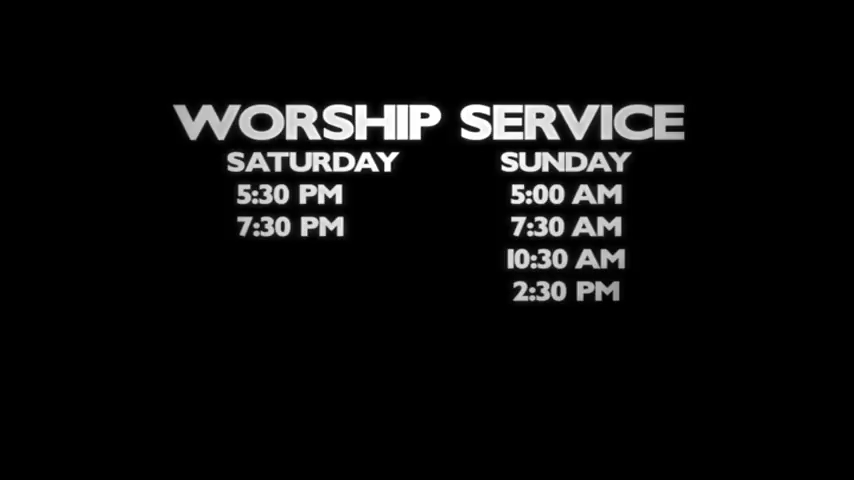 WORSHIP SERVICE
SATURDAY SUNDAY
5:30 PM 5:00 AM
7:30 PM 7:30 AM
10:30 AM
2:30 PM